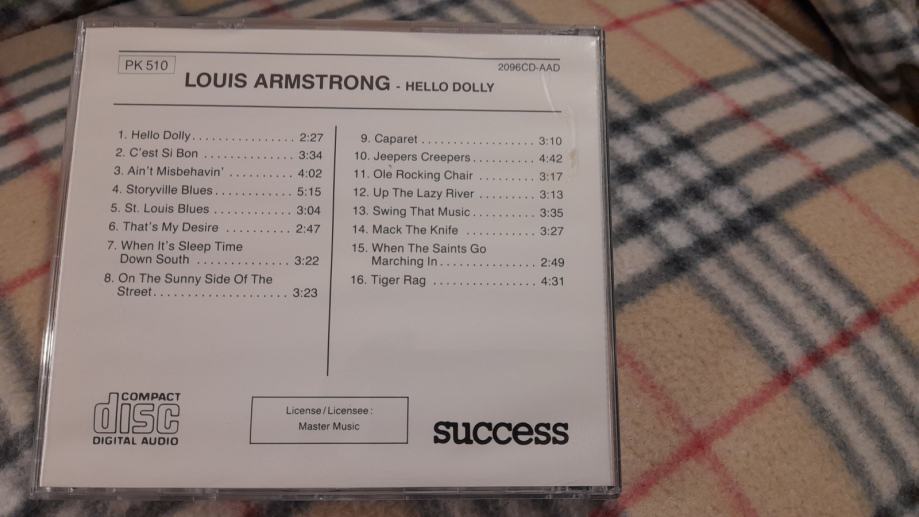 PK 510
2096CD-AAD
LOUIS ARMSTRONG - HELLO DOLLY
1. Hello Dolly . . . . . . . . . . . . . . . 2:27
2. C'est Si Bon . . . . . . . . . . . . . 3:34
3. Ain't Misbehavin' . . . . . . . . . . 4:02
4. Storyville Blues . . . . . . . . . . . 5:15
5. St. Louis Blues . . . . . . . . . . . . 3:04
6. That's My Desire . . . . . . . . . . 2:47
7. When It's Sleep Time
Down South . . . . . . . . . . . . . 3:22
8. On The Sunny Side Of The
Street . . . . . . . . . . . . . . . . . . . 3:23
9. Caparet . . . . . . . . . . . . . . . . 3:10
10. Jeepers Creepers . . . . . . . . . 4:42
11. Ole Rocking Chair . . . . . . . . 3:17
12. Up The Lazy River . . . . . . . . 3:13
13. Swing That Music . . . . . . . . . 3:35
14. Mack The Knife . . . . . . . . . . 3:27
15. When The Saints Go
Marching In . . . . . . . . . . . . . 2:49
16. Tiger Rag . . . . . . . . . . . . . . 4:31
COMPACT
disc
DIGITAL AUDIO
License/Licensee:
Master Music
success